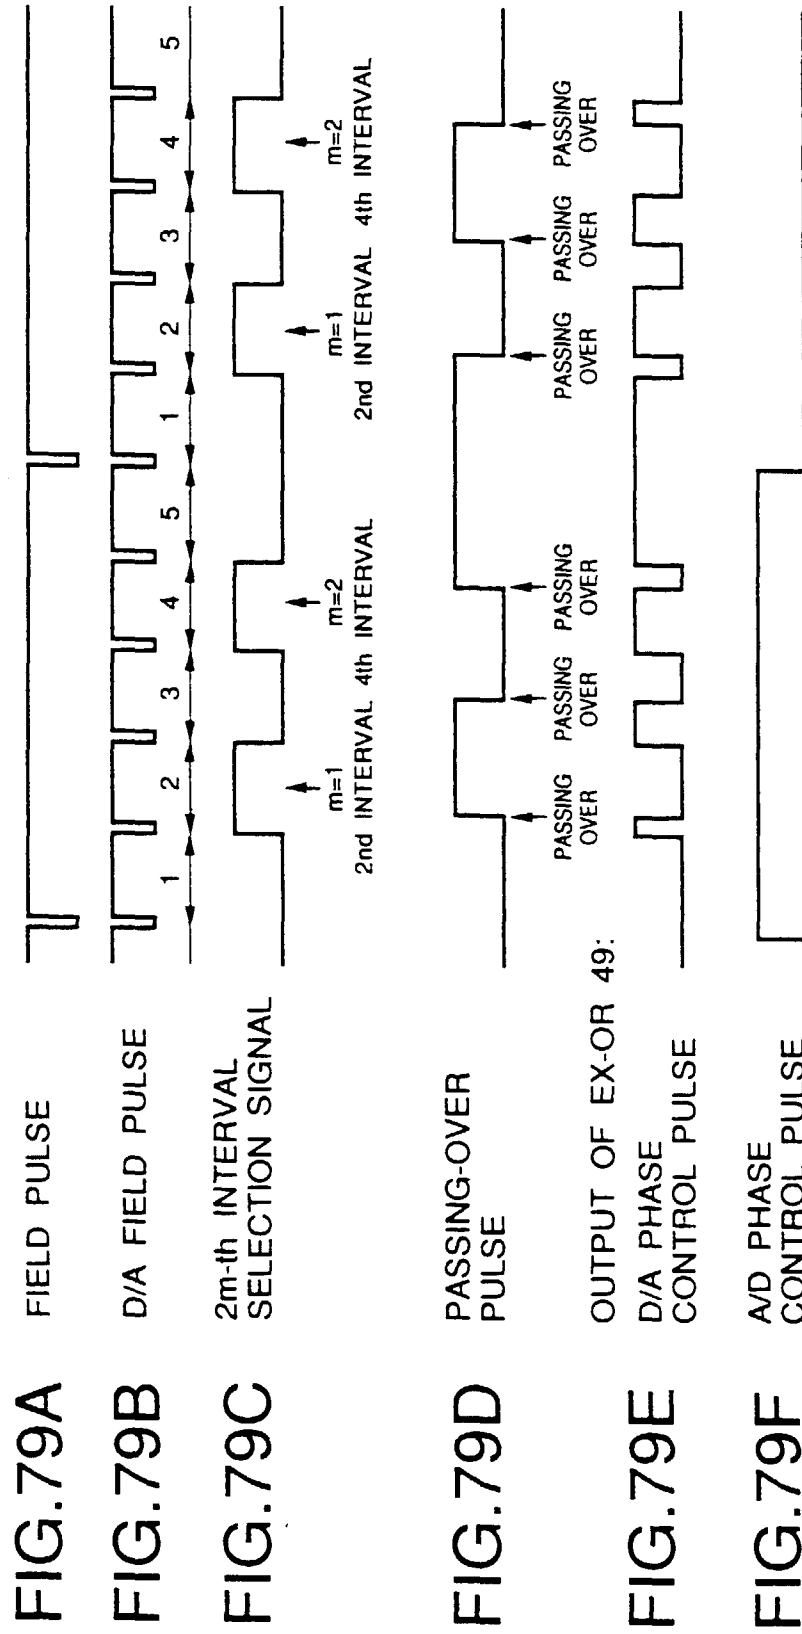 FIG.79A
FIELD PULSE
FIG.79B
D/A FIELD PULSE
1 2 3 4 5 1 2 3 4 5
FIG.79C
2m-th INTERVAL
SELECTION SIGNAL
m=1 m=2 m=1 m=2
2nd INTERVAL 4th INTERVAL 2nd INTERVAL 4th INTERVAL
FIG.79D
PASSING-OVER
PULSE
PASSING PASSING PASSING PASSING PASSING PASSING
OVER OVER OVER OVER OVER OVER
OUTPUT OF EX-OR 49:
FIG.79E
D/A PHASE
CONTROL PULSE
FIG.79F
A/D PHASE
CONTROL PULSE